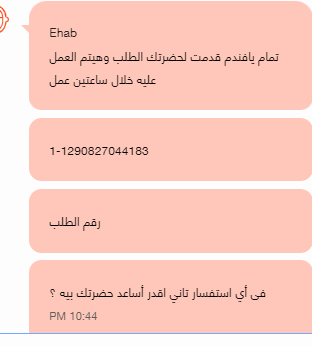 Ehab
تمام يافندم قدمت لحضرتك الطلب وهيتم العمل
عليه خلال ساعتين عمل
1-1290827044183
رقم الطلب
فى أي استفسار تاني اقدر أساعد حضرتك بيه ؟
PM 10:44